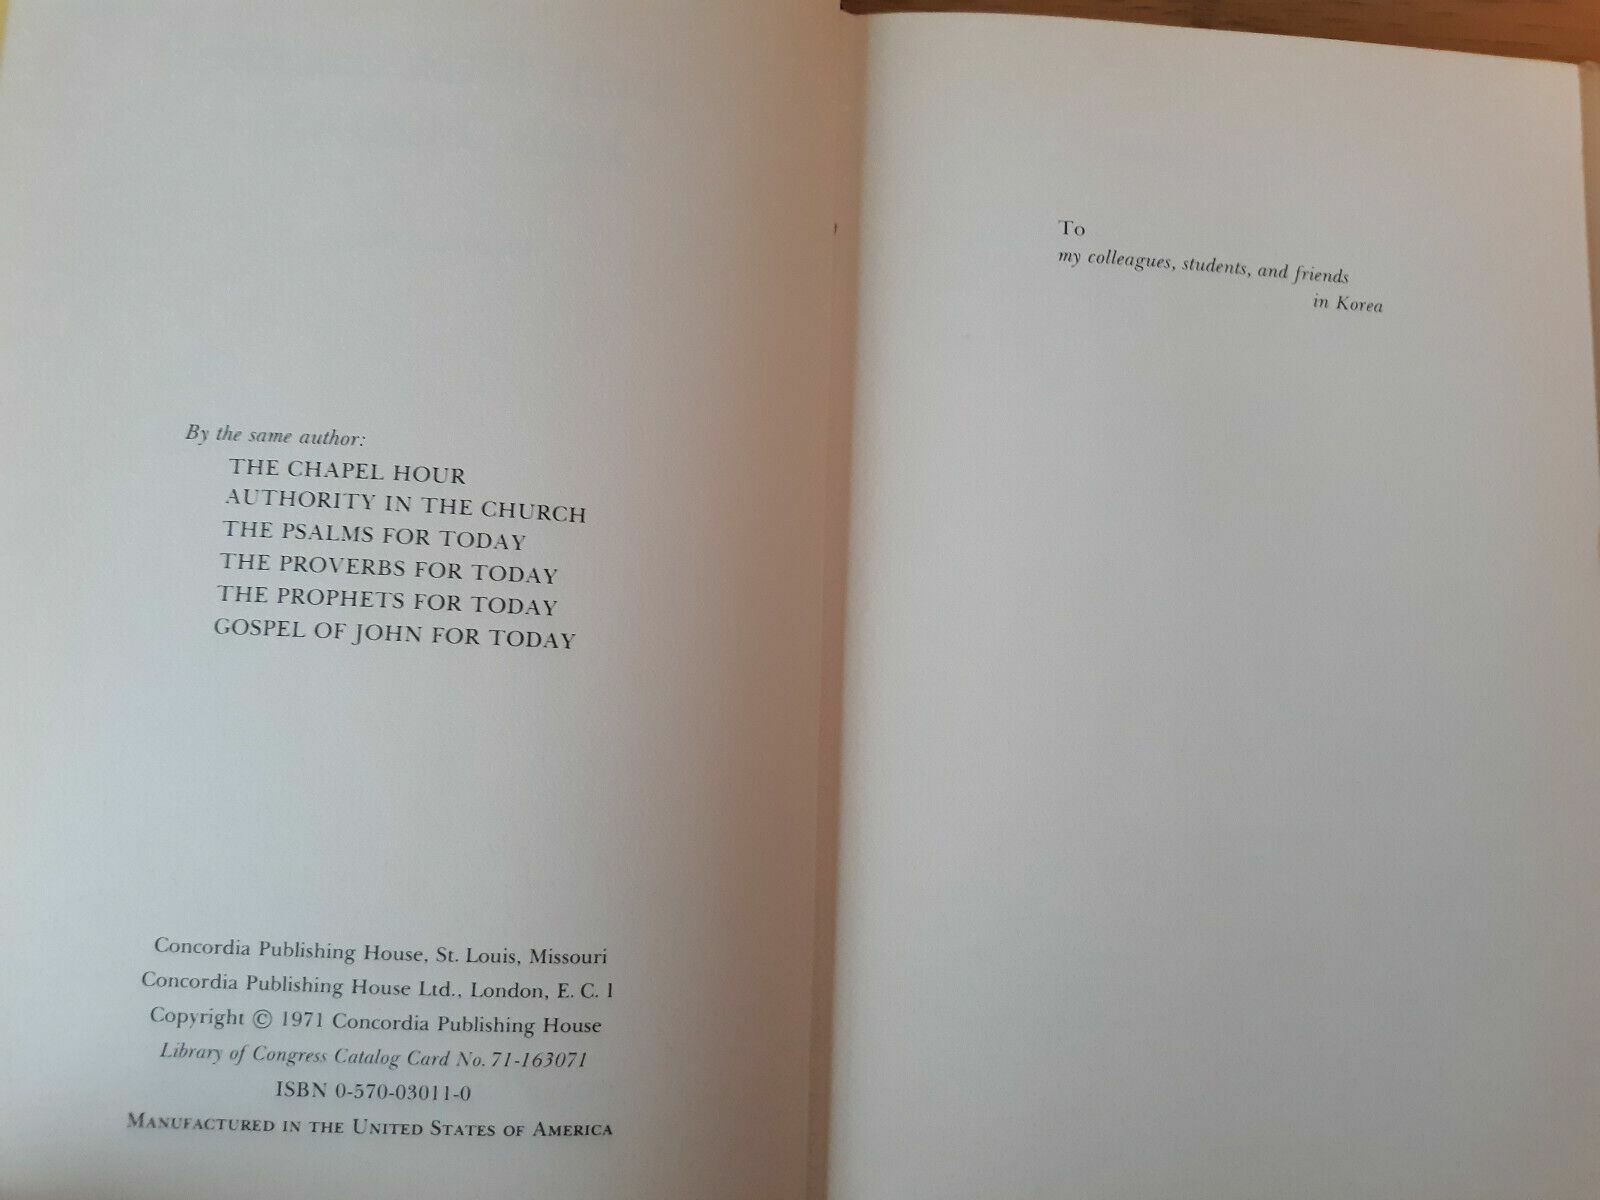 By the same author:
THE CHAPEL HOUR
AUTHORITY IN THE CHURCH
THE PSALMS FOR TODAY
THE PROVERBS FOR TODAY
THE PROPHETS FOR TODAY
GOSPEL OF JOHN FOR TODAY
Concordia Publishing House, St. Louis, Missouri
Concordia Publishing House Ltd., London, E. C. 1
Copyright © 1971 Concordia Publishing House
Library of Congress Catalog Card No. 71-163071
ISBN 0-570-03011-0
MANUFACTURED IN THE UNITED STATES OF AMERICA
To
my colleagues, students, and friends
in Korea